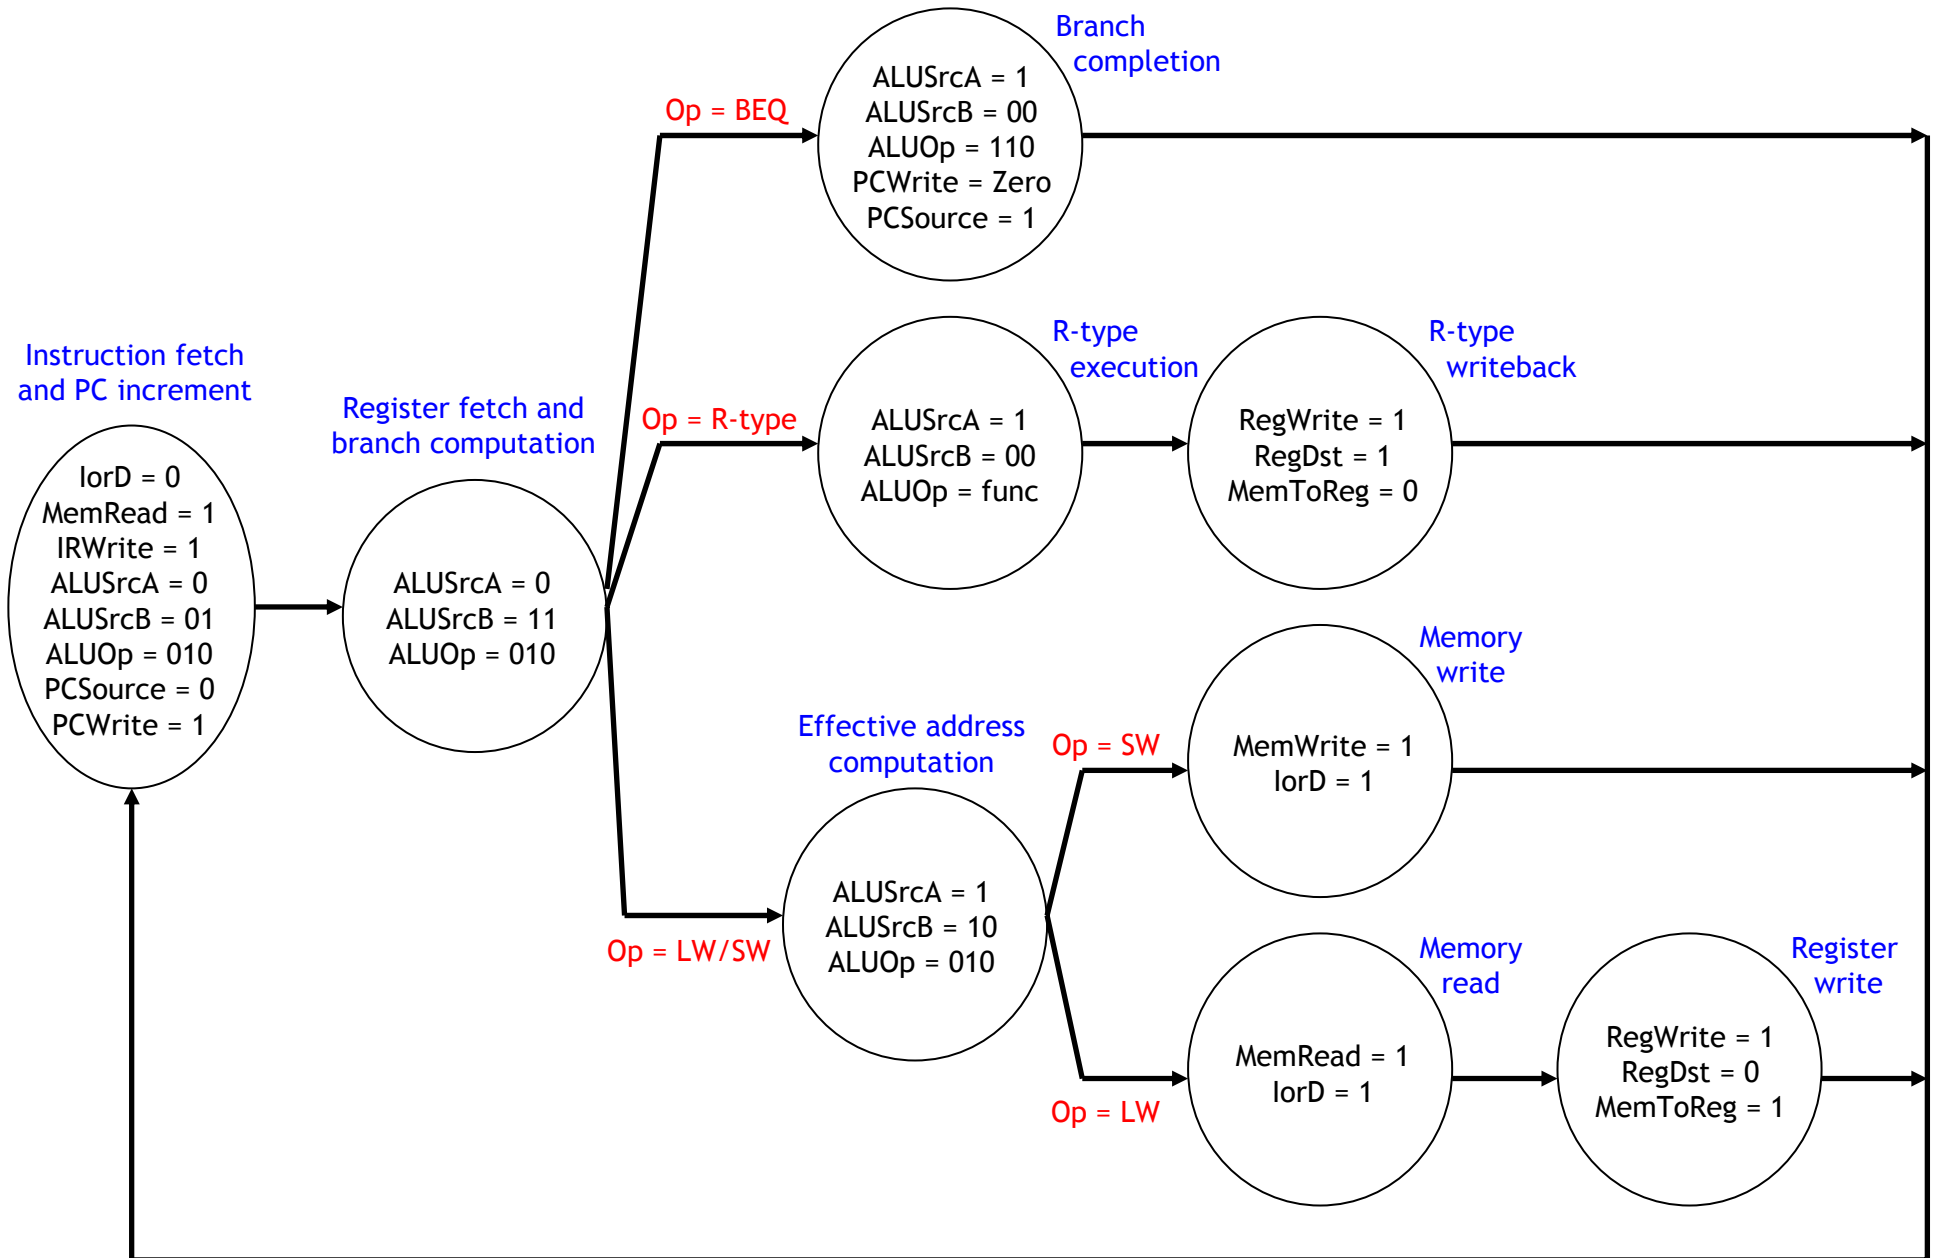 Branch
completion
ALUSrcA = 1
ALUSrcB = 00
ALUOp = 110
PCWrite = Zero
PCSource = 1
Op = BEQ
Instruction fetch
and PC increment
IorD = 0
MemRead = 1
IRWrite = 1
ALUSrcA = 0
ALUSrcB = 01
ALUOp = 010
PCSource = 0
PCWrite = 1
Register fetch and
branch computation
ALUSrcA = 0
ALUSrcB = 11
ALUOp = 010
Op = R-type
R-type
execution
ALUSrcA = 1
ALUSrcB = 00
ALUOp = func
R-type
writeback
RegWrite = 1
RegDst = 1
MemToReg = 0
Op = LW/SW
Effective address
computation
ALUSrcA = 1
ALUSrcB = 10
ALUOp = 010
Op = SW
Memory
write
MemWrite = 1
IorD = 1
Op = LW
Memory
read
MemRead = 1
IorD = 1
Register
write
RegWrite = 1
RegDst = 0
MemToReg = 1